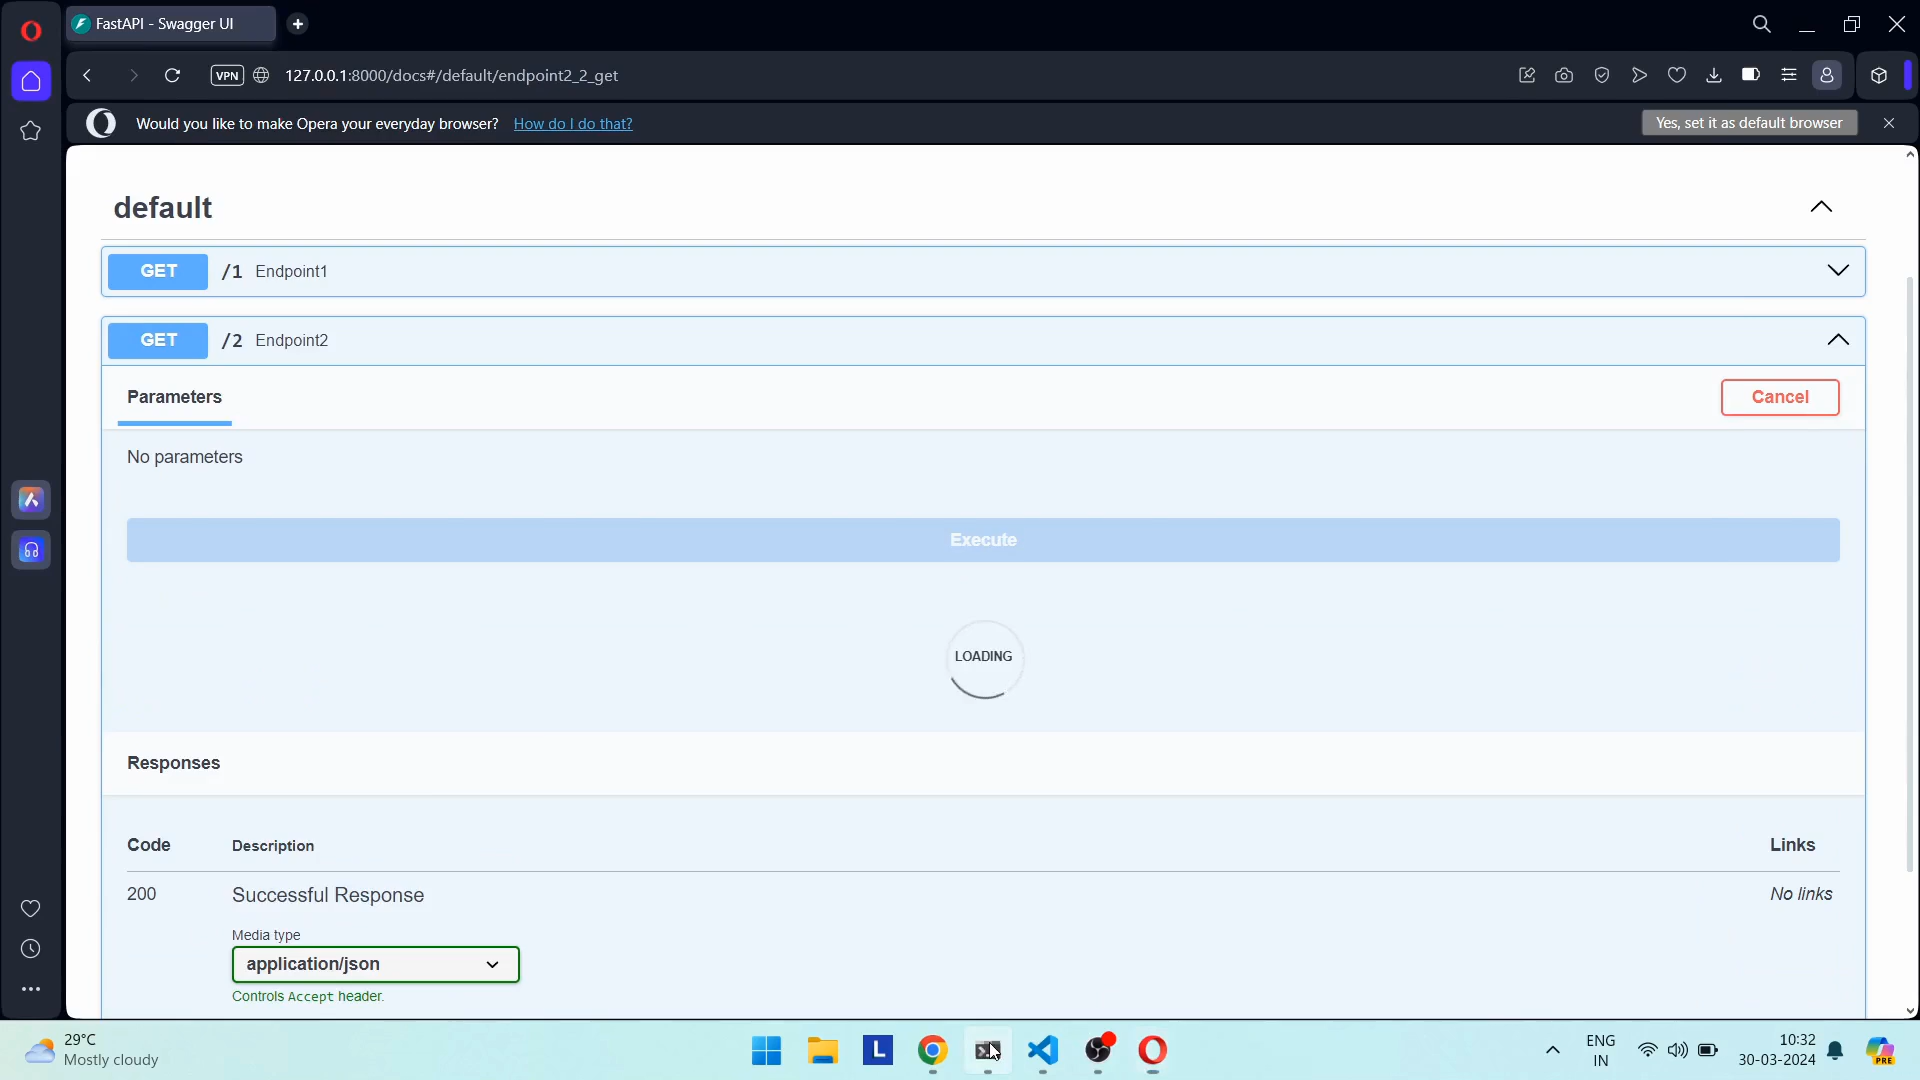 FastAPI - Swagger UI
VPN 127.0.0.1:8000/docs#/default/endpoint2_2_get
Would you like to make Opera your everyday browser? How do I do that? Yes, set it as default browser
default
GET /1 Endpoint1
GET /2 Endpoint2
Parameters Cancel
No parameters
Execute
LOADING
Responses
Code Description Links
200 Successful Response No links
Media type
application/json
Controls Accept header.
29°C
Mostly cloudy
L
ENG
IN
10:32
30-03-2024
PRE